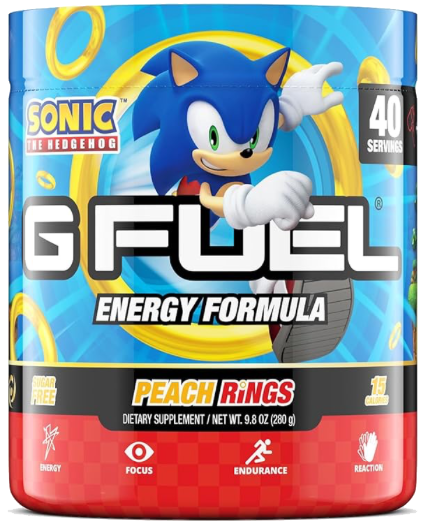 SONIC™
THE HEDGEHOG
40
SERVINGS
G FUEL®
ENERGY FORMULA
SUGAR
FREE
PEACH RiNGS
15
CALORIES
DIETARY SUPPLEMENT / NET WT. 9.8 OZ (280 g)
ENERGY
FOCUS
ENDURANCE
REACTION